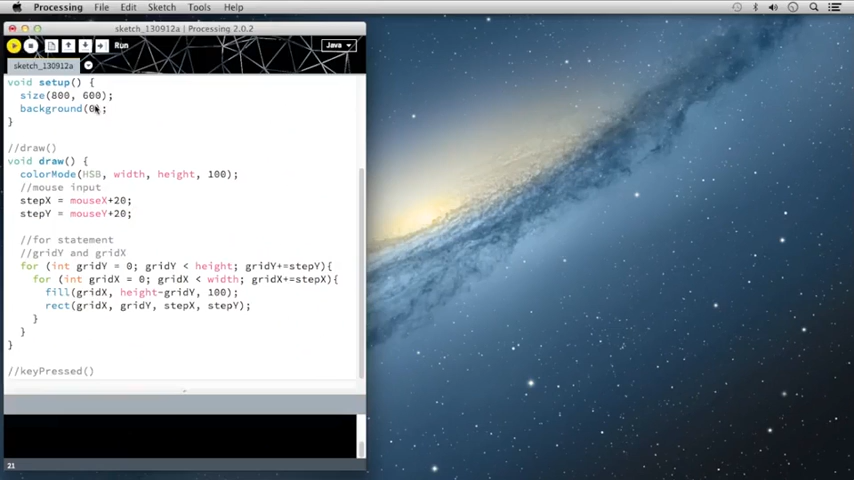 Processing File Edit Sketch Tools Help
sketch_130912a | Processing 2.0.2
Run
Java
sketch_130912a
void setup() {
size(800, 600);
background(0);
}
//draw()
void draw() {
colorMode(HSB, width, height, 100);
//mouse input
stepX = mouseX+20;
stepY = mouseY+20;
//for statement
//gridY and gridX
for (int gridY = 0; gridY < height; gridY+=stepY){
for (int gridX = 0; gridX < width; gridX+=stepX){
fill(gridX, height-gridY, 100);
rect(gridX, gridY, stepX, stepY);
}
}
}
//keyPressed()
21